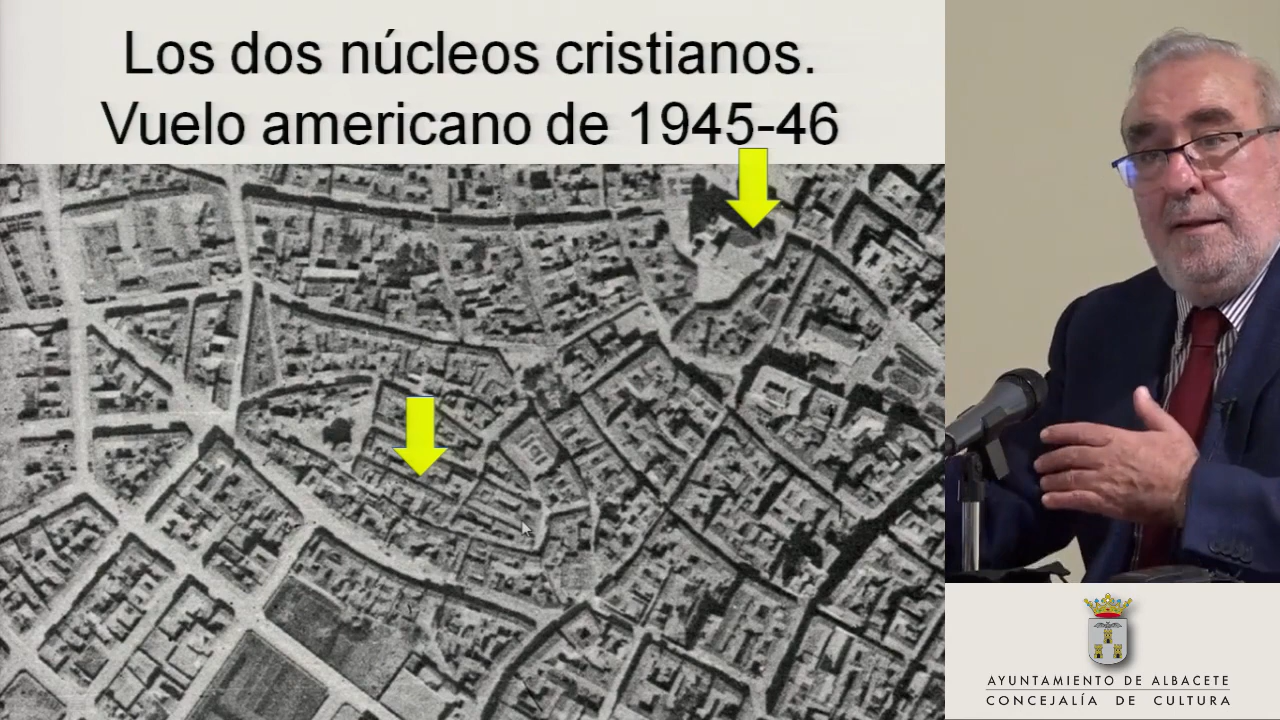 Los dos núcleos cristianos.
Vuelo americano de 1945-46
AYUNTAMIENTO DE ALBACETE
CONCEJALÍA DE CULTURA